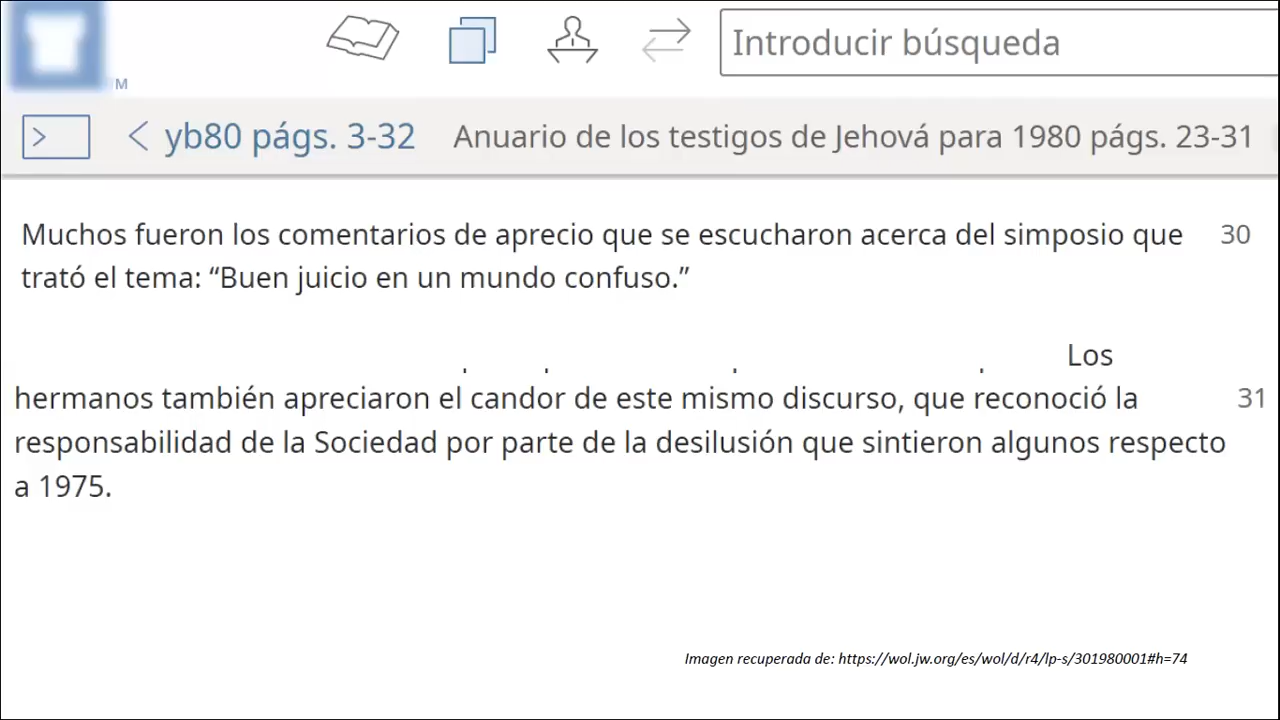 TM
Introducir búsqueda
> < yb80 págs. 3-32 Anuario de los testigos de Jehová para 1980 págs. 23-31
Muchos fueron los comentarios de aprecio que se escucharon acerca del simposio que 30
trató el tema: “Buen juicio en un mundo confuso.”
Los
hermanos también apreciaron el candor de este mismo discurso, que reconoció la 31
responsabilidad de la Sociedad por parte de la desilusión que sintieron algunos respecto
a 1975.
Imagen recuperada de: https://wol.jw.org/es/wol/d/r4/lp-s/301980001#h=74